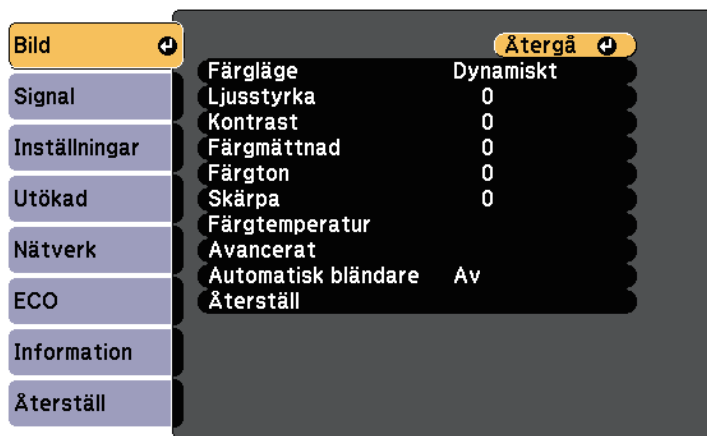 Bild
Signal
Inställningar
Utökad
Nätverk
ECO
Information
Återställ
Återgå
Färgläge Dynamiskt
Ljusstyrka 0
Kontrast 0
Färgmättnad 0
Färgton 0
Skärpa 0
Färgtemperatur
Avancerat
Automatisk bländare Av
Återställ